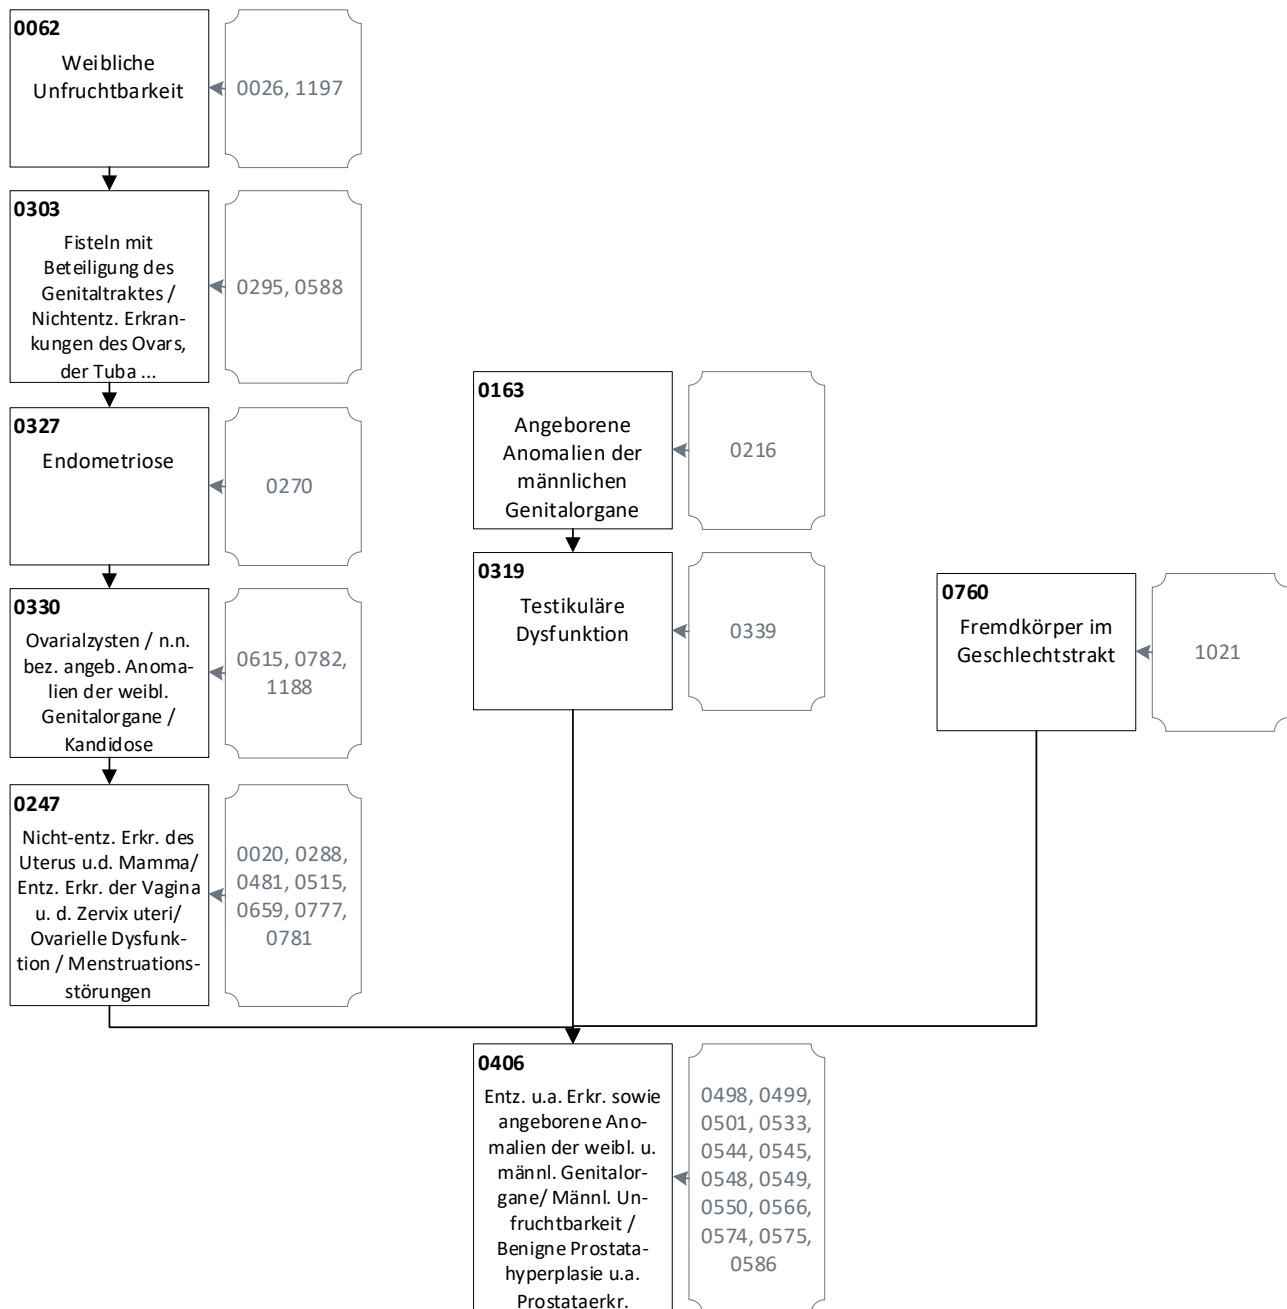 0062
Weibliche
Unfruchtbarkeit
0026, 1197
0303
Fisteln mit
Beteiligung des
Genitaltraktes /
Nichtentz. Erkran-
kungen des Ovars,
der Tuba ...
0295, 0588
0327
Endometriose
0270
0330
Ovarialzysten / n.n.
bez. angeb. Anoma-
lien der weibl.
Genitalorgane /
Kandidose
0615, 0782,
1188
0247
Nicht-entz. Erkr. des
Uterus u.d. Mamma/
Entz. Erkr. der Vagina
u. d. Zervix uteri/
Ovarielle Dysfunk-
tion / Menstruations-
störungen
0020, 0288,
0481, 0515,
0659, 0777,
0781
0163
Angeborene
Anomalien der
männlichen
Genitalorgane
0216
0319
Testikuläre
Dysfunktion
0339
0760
Fremdkörper im
Geschlechtstrakt
1021
0406
Entz. u.a. Erkr. sowie
angeborene Ano-
malien der weibl. u.
männl. Genitalor-
gane/ Männl. Un-
fruchtbarkeit /
Benigne Prostata-
hyperplasie u.a.
Prostataerkr.
0498, 0499,
0501, 0533,
0544, 0545,
0548, 0549,
0550, 0566,
0574, 0575,
0586